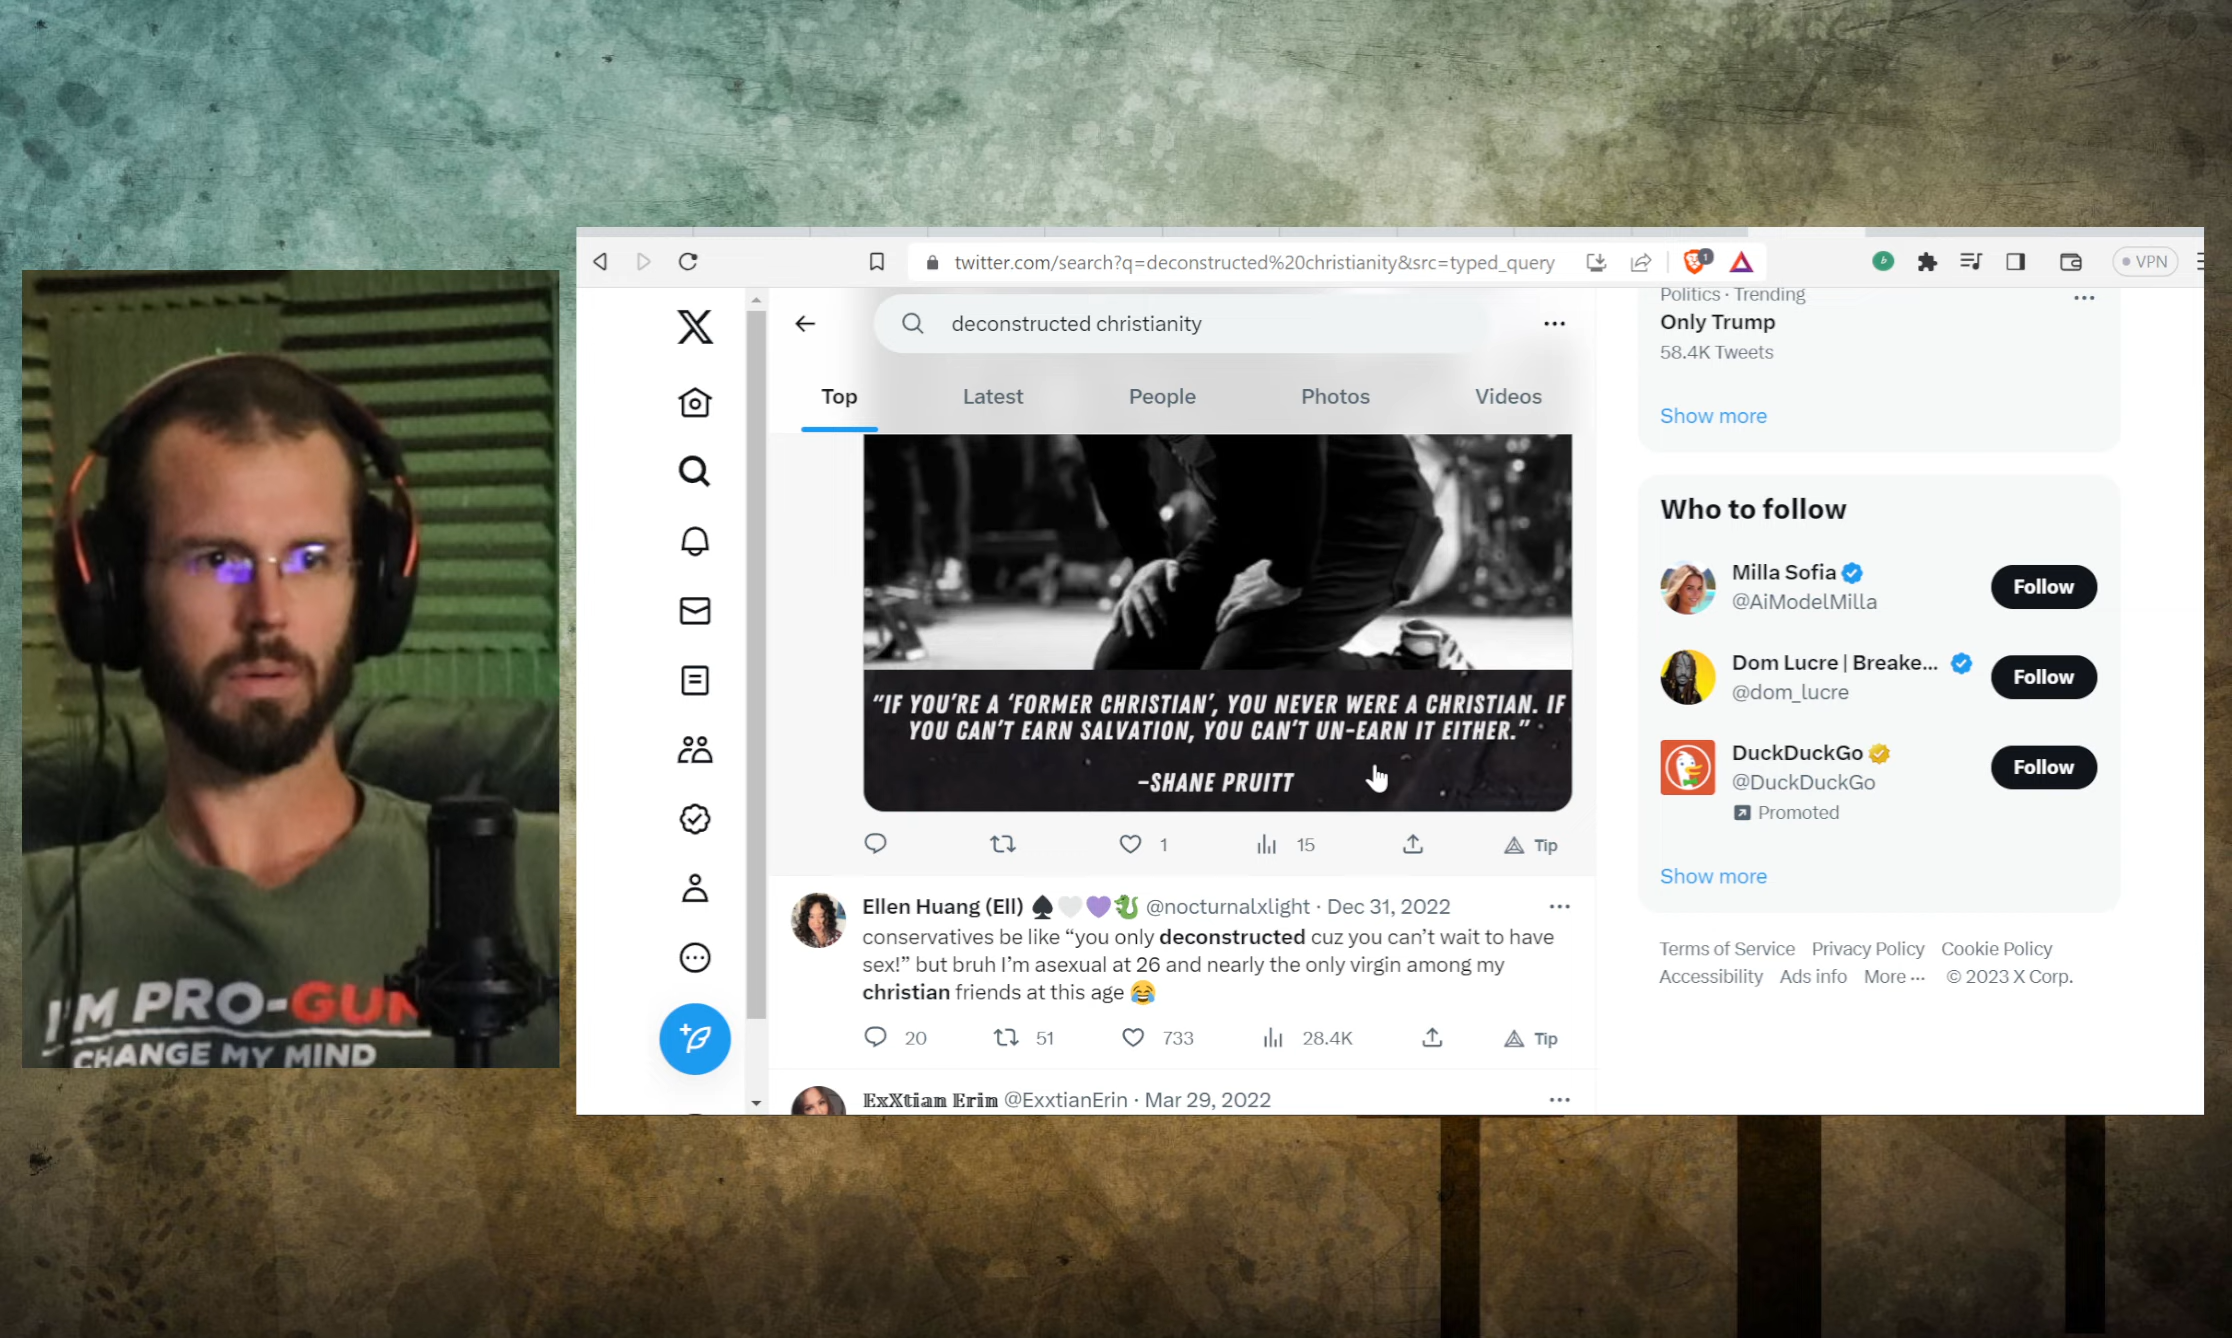 I'M PRO-GUN
CHANGE MY MIND
twitter.com/search?q=deconstructed%20christianity&src=typed_query
1
VPN
deconstructed christianity
Top
Latest
People
Photos
Videos
"IF YOU'RE A 'FORMER CHRISTIAN', YOU NEVER WERE A CHRISTIAN. IF
YOU CAN'T EARN SALVATION, YOU CAN'T UN-EARN IT EITHER."
-SHANE PRUITT
1
15
Tip
Ellen Huang (Ell) ♠️🤍💜🐉 @nocturnalxlight · Dec 31, 2022
conservatives be like “you only deconstructed cuz you can’t wait to have
sex!” but bruh I’m asexual at 26 and nearly the only virgin among my
christian friends at this age 😂
20
51
733
28.4K
Tip
𝔼𝕩𝕏𝕥𝕚𝕒𝕟 𝔼𝕣𝕚𝕟 @ExxtianErin · Mar 29, 2022
Politics · Trending
Only Trump
58.4K Tweets
Show more
Who to follow
Milla Sofia
@AiModelMilla
Follow
Dom Lucre | Breake...
@dom_lucre
Follow
DuckDuckGo
@DuckDuckGo
Promoted
Follow
Show more
Terms of Service Privacy Policy Cookie Policy
Accessibility Ads info More ··· © 2023 X Corp.